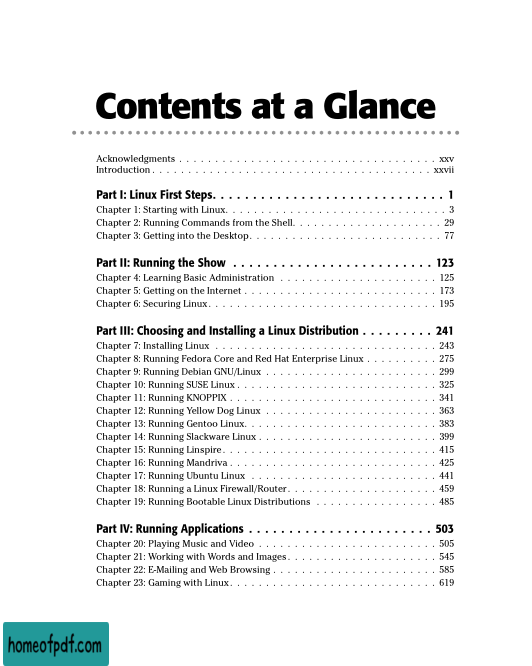 Contents at a Glance
Acknowledgments . . . . . . . . . . . . . . . . . . . . . . . . . . . . . . . . . . . . xxv
Introduction . . . . . . . . . . . . . . . . . . . . . . . . . . . . . . . . . . . . . . . xxvii
Part I: Linux First Steps. . . . . . . . . . . . . . . . . . . . . . . . . . . . . 1
Chapter 1: Starting with Linux. . . . . . . . . . . . . . . . . . . . . . . . . . . . . . . 3
Chapter 2: Running Commands from the Shell. . . . . . . . . . . . . . . . . . . . . 29
Chapter 3: Getting into the Desktop . . . . . . . . . . . . . . . . . . . . . . . . . . . 77
Part II: Running the Show . . . . . . . . . . . . . . . . . . . . . . . . . 123
Chapter 4: Learning Basic Administration . . . . . . . . . . . . . . . . . . . . . . 125
Chapter 5: Getting on the Internet . . . . . . . . . . . . . . . . . . . . . . . . . . . 173
Chapter 6: Securing Linux . . . . . . . . . . . . . . . . . . . . . . . . . . . . . . . . 195
Part III: Choosing and Installing a Linux Distribution . . . . . . . . . 241
Chapter 7: Installing Linux . . . . . . . . . . . . . . . . . . . . . . . . . . . . . . . 243
Chapter 8: Running Fedora Core and Red Hat Enterprise Linux . . . . . . . . . . 275
Chapter 9: Running Debian GNU/Linux . . . . . . . . . . . . . . . . . . . . . . . . 299
Chapter 10: Running SUSE Linux . . . . . . . . . . . . . . . . . . . . . . . . . . . . 325
Chapter 11: Running KNOPPIX . . . . . . . . . . . . . . . . . . . . . . . . . . . . . 341
Chapter 12: Running Yellow Dog Linux . . . . . . . . . . . . . . . . . . . . . . . . 363
Chapter 13: Running Gentoo Linux. . . . . . . . . . . . . . . . . . . . . . . . . . . 383
Chapter 14: Running Slackware Linux . . . . . . . . . . . . . . . . . . . . . . . . . 399
Chapter 15: Running Linspire . . . . . . . . . . . . . . . . . . . . . . . . . . . . . . 415
Chapter 16: Running Mandriva . . . . . . . . . . . . . . . . . . . . . . . . . . . . . 425
Chapter 17: Running Ubuntu Linux . . . . . . . . . . . . . . . . . . . . . . . . . . 441
Chapter 18: Running a Linux Firewall/Router . . . . . . . . . . . . . . . . . . . . . 459
Chapter 19: Running Bootable Linux Distributions . . . . . . . . . . . . . . . . . 485
Part IV: Running Applications . . . . . . . . . . . . . . . . . . . . . . . 503
Chapter 20: Playing Music and Video . . . . . . . . . . . . . . . . . . . . . . . . . 505
Chapter 21: Working with Words and Images . . . . . . . . . . . . . . . . . . . . . 545
Chapter 22: E-Mailing and Web Browsing . . . . . . . . . . . . . . . . . . . . . . . 585
Chapter 23: Gaming with Linux . . . . . . . . . . . . . . . . . . . . . . . . . . . . . 619
homeofpdf.com